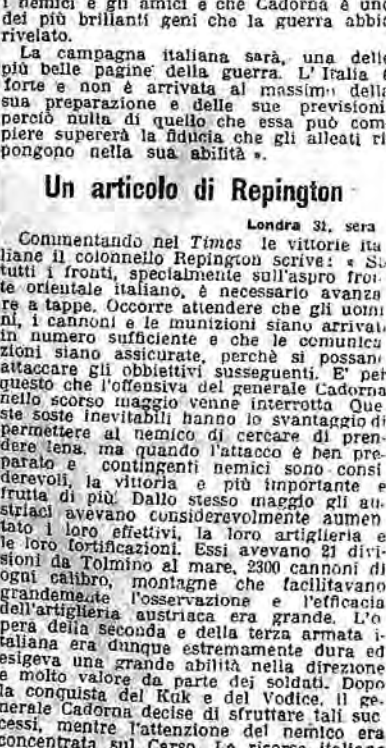 i nemici e gli amici e che Cadorna è uno
dei più brillanti geni che la guerra abbia
rivelato.
La campagna italiana sarà, una delle
più belle pagine della guerra. L'Italia è
forte e non è arrivata al massimo della
sua preparazione e delle sue previsioni
perciò nulla di quello che essa può com
piere supererà la fiducia che gli alleati ri
pongono nella sua abilità ».
Un articolo di Repington
Londra 31, sera
Commentando nel Times le vittorie ita
liane il colonnello Repington scrive: « Su
tutti i fronti, specialmente sull'aspro fron
te orientale italiano, è necessario avanza
re a tappe. Occorre attendere che gli uomi
ni, i cannoni e le munizioni siano arrivati
in numero sufficiente e che le comunica
zioni siano assicurate, perchè si possano
attaccare gli obbiettivi susseguenti. E' per
questo che l'offensiva del generale Cadorna
nello scorso maggio venne interrotta Que
ste soste inevitabili hanno lo svantaggio di
permettere al nemico di cercare di pren
dere lena, ma quando l'attacco è ben pre
parato e contingenti nemici sono consi
derevoli, la vittoria e più importante e
frutta di più. Dallo stesso maggio gli au
striaci avevano considerevolmente aumen
tato i loro effettivi, la loro artiglieria e
le loro fortificazioni. Essi avevano 21 divi
sioni da Tolmino al mare, 2300 cannoni di
ogni calibro, montagne che facilitavano
grandemente l'osservazione e l'efficacia
dell'artiglieria austriaca era grande. L'o
pera della seconda e della terza armata i-
taliana era dunque estremamente dura ed
esigeva una grande abilità nella direzione
e molto valore da parte dei soldati. Dopo
la conquista del Kuk e del Vodice, il ge-
nerale Cadorna decise di sfruttare tali suc
cessi, mentre l'attenzione del nemico era
concentrata sul Carso. Le risorse